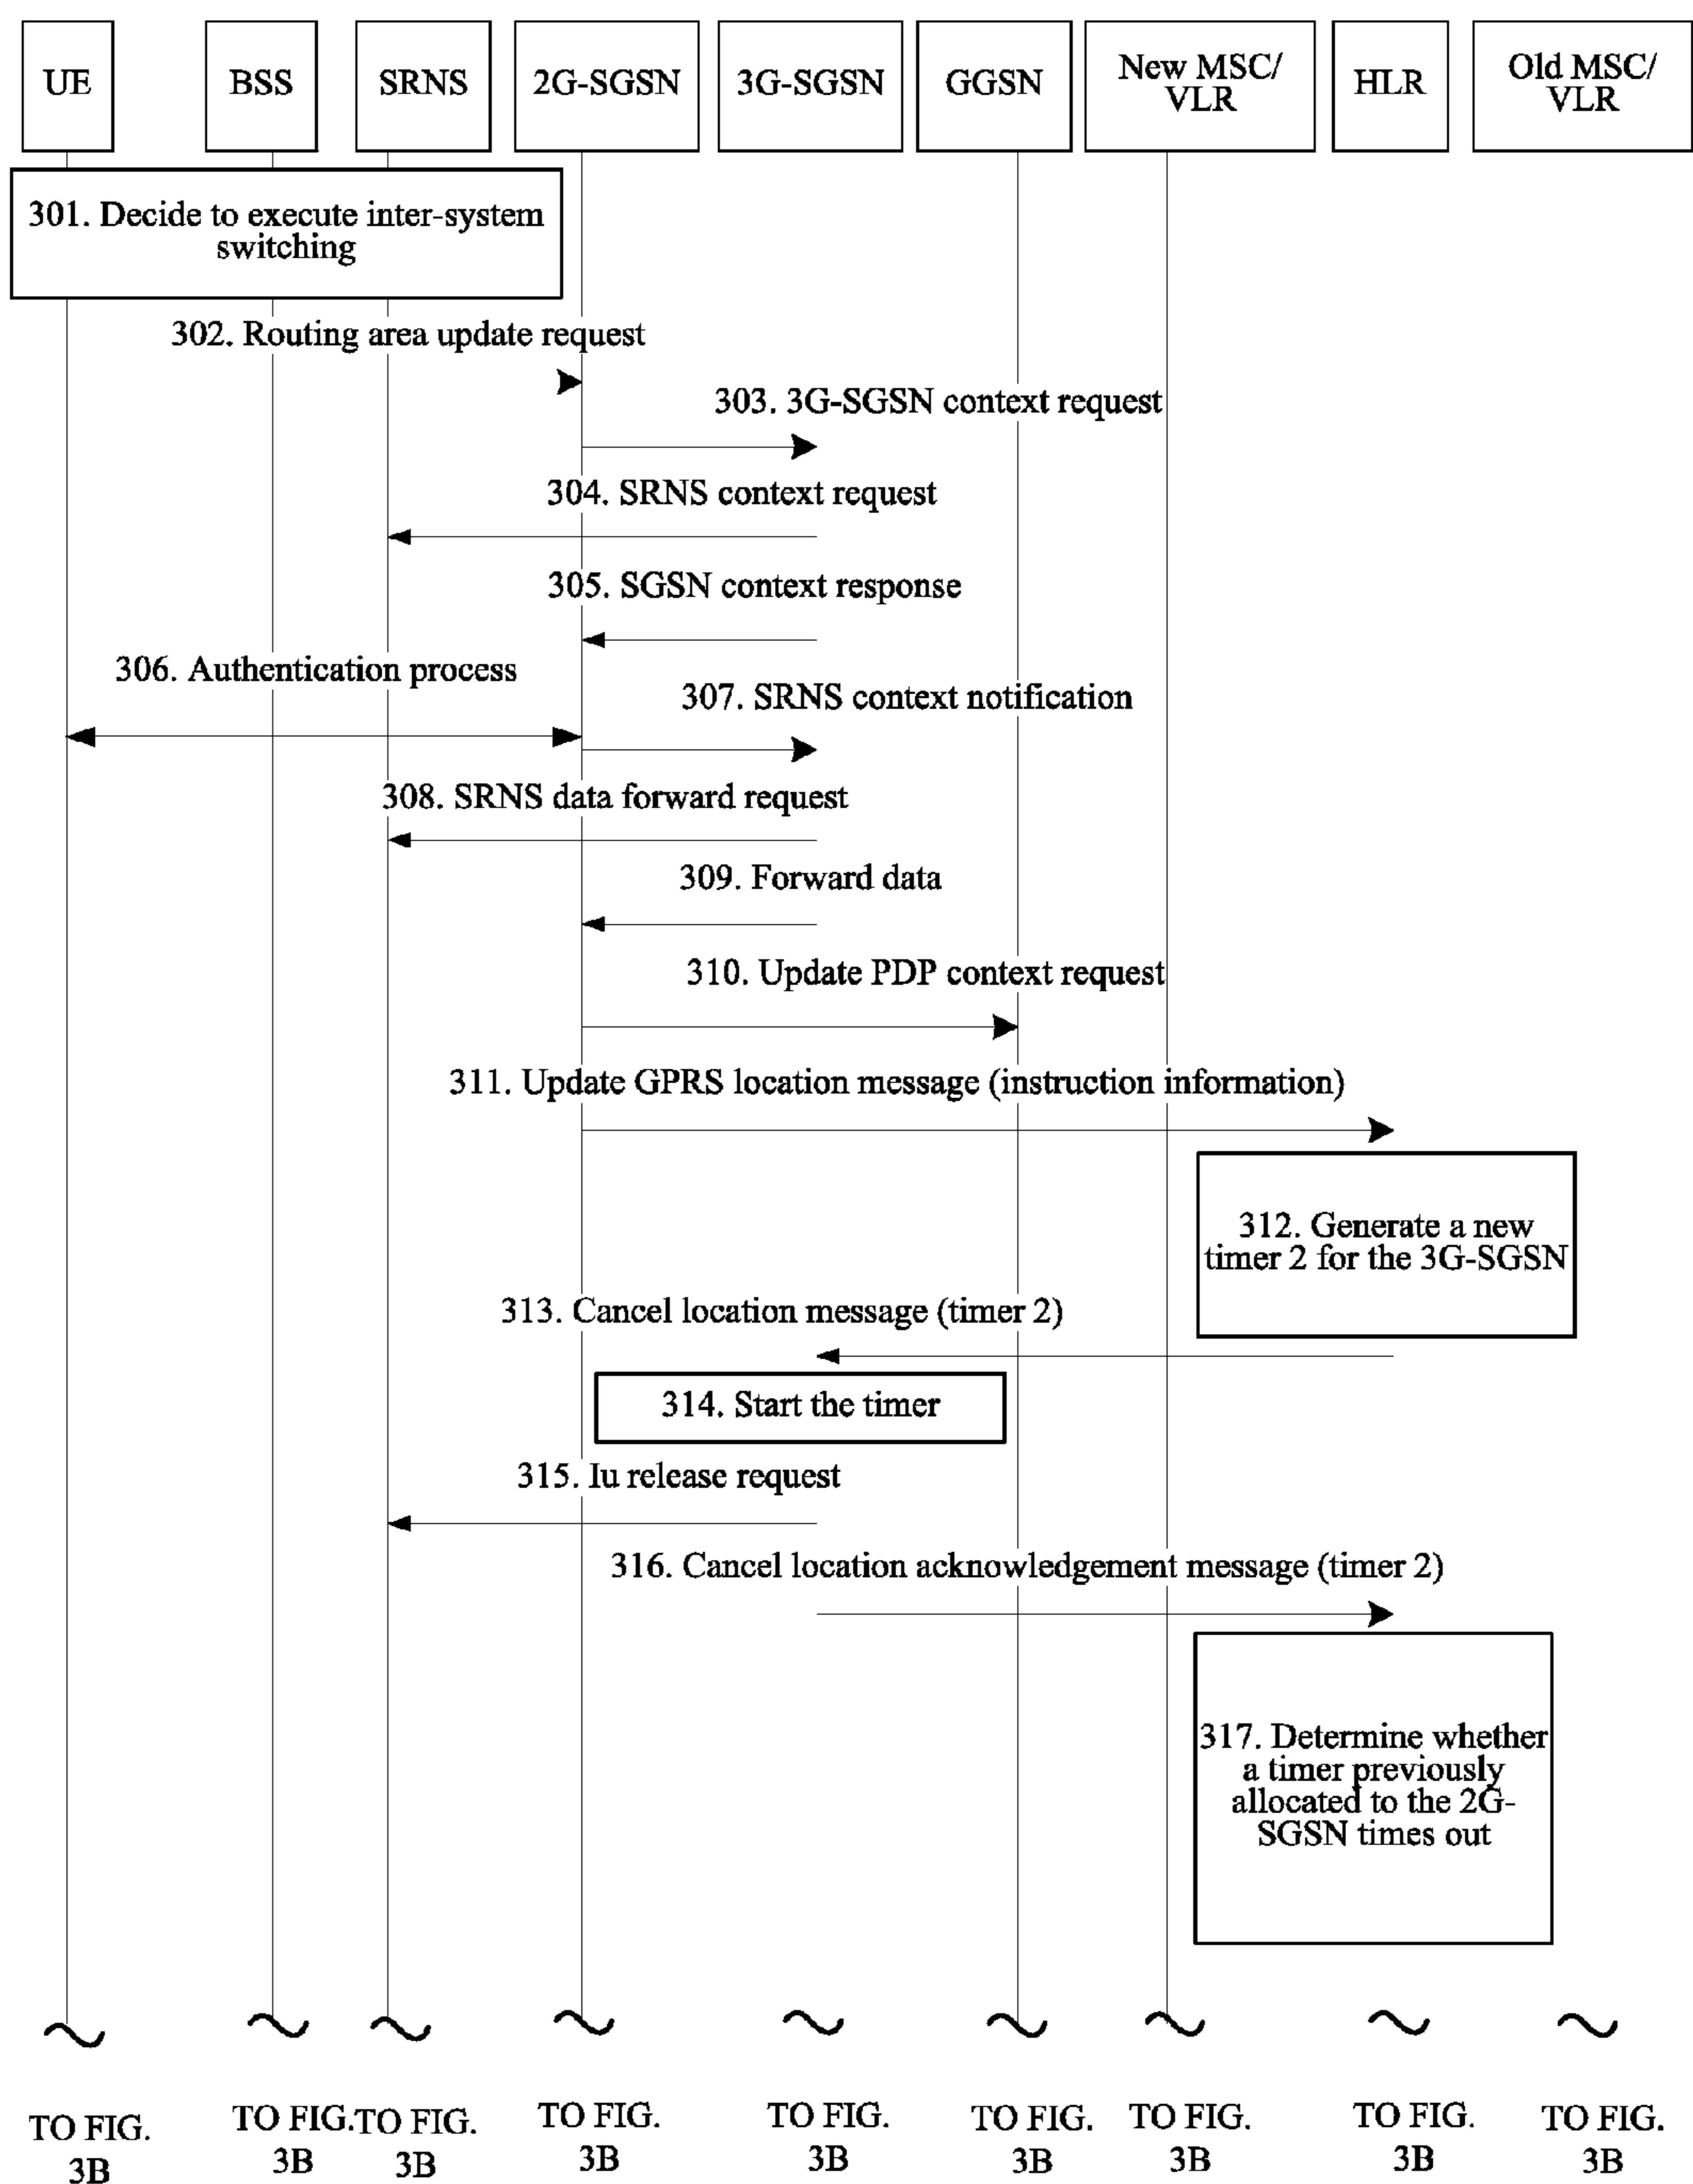 UE
BSS
SRNS
2G-SGSN
3G-SGSN
GGSN
New MSC/
VLR
HLR
Old MSC/
VLR
301. Decide to execute inter-system
switching
302. Routing area update request
303. 3G-SGSN context request
304. SRNS context request
305. SGSN context response
306. Authentication process
307. SRNS context notification
308. SRNS data forward request
309. Forward data
310. Update PDP context request
311. Update GPRS location message (instruction information)
312. Generate a new
timer 2 for the 3G-SGSN
313. Cancel location message (timer 2)
314. Start the timer
315. Iu release request
316. Cancel location acknowledgement message (timer 2)
317. Determine whether
a timer previously
allocated to the 2G-
SGSN times out
TO FIG.
3B
TO FIG.
3B
TO FIG.
3B
TO FIG.
3B
TO FIG.
3B
TO FIG.
3B
TO FIG.
3B
TO FIG.
3B
TO FIG.
3B